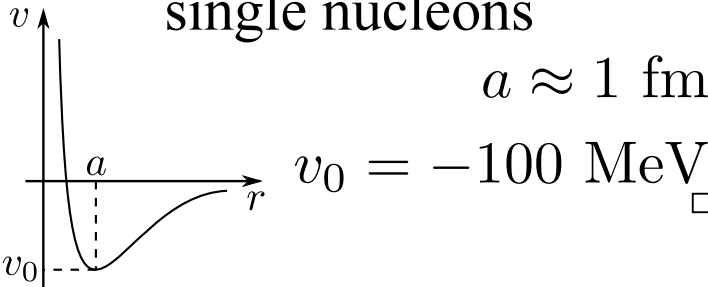 single nucleons
v
a ≈ 1 fm
a
v₀ = −100 MeV
r
v₀